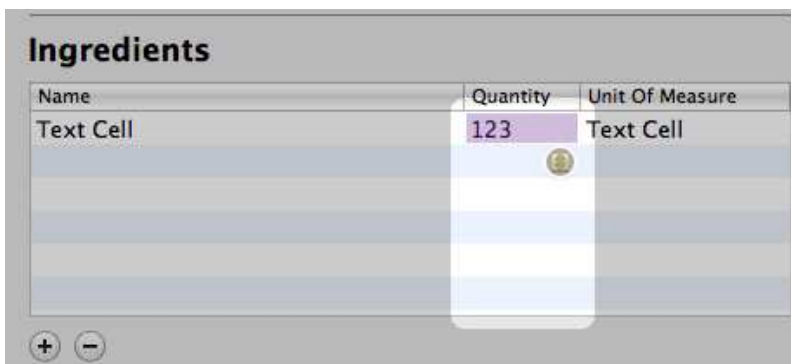 Ingredients
Name Quantity Unit Of Measure
Text Cell 123 Text Cell